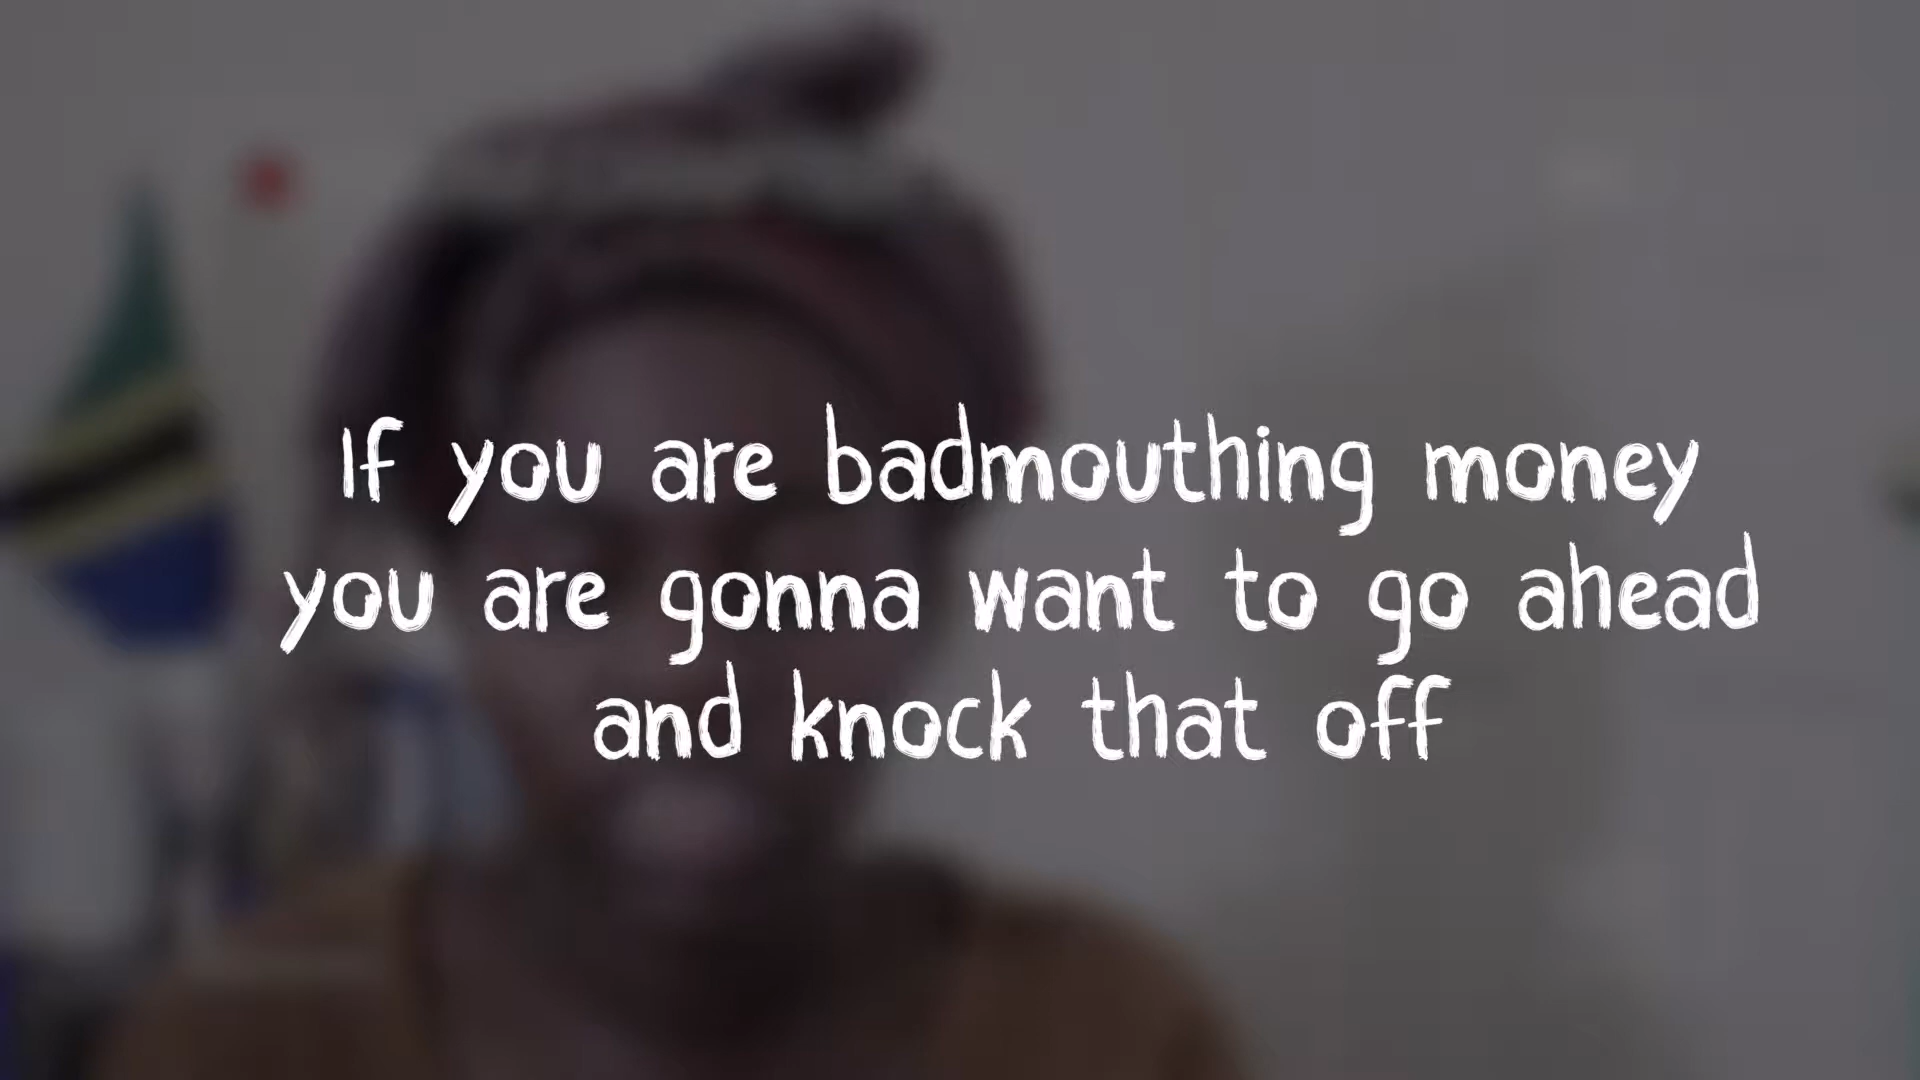 If you are badmouthing money
you are gonna want to go ahead
and knock that off